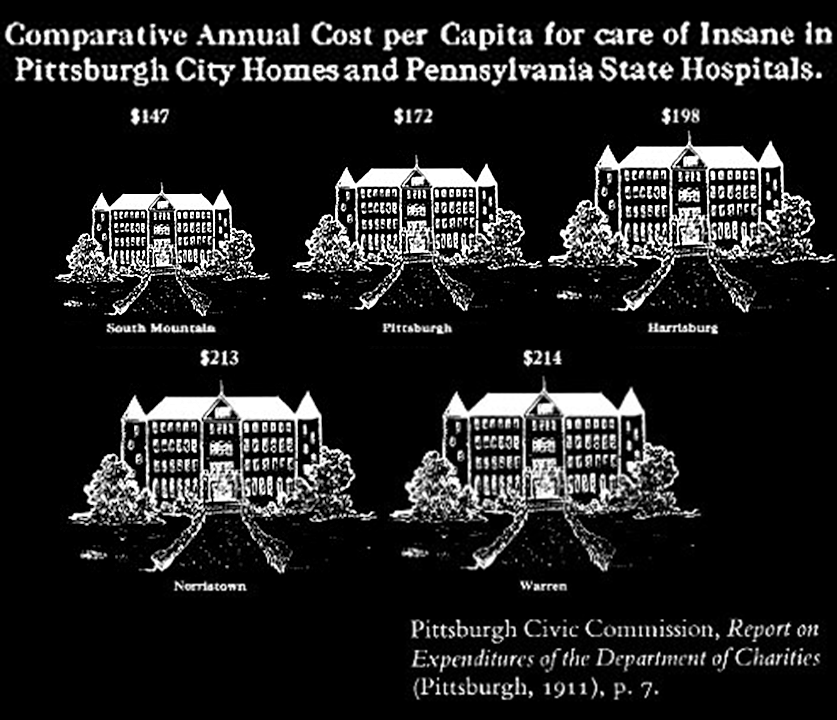 Comparative Annual Cost per Capita for care of Insane in
Pittsburgh City Homes and Pennsylvania State Hospitals.
$147 $172 $198
South Mountain Pittsburgh Harrisburg
$213 $214
Norristown Warren
Pittsburgh Civic Commission, Report on
Expenditures of the Department of Charities
(Pittsburgh, 1911), p. 7.